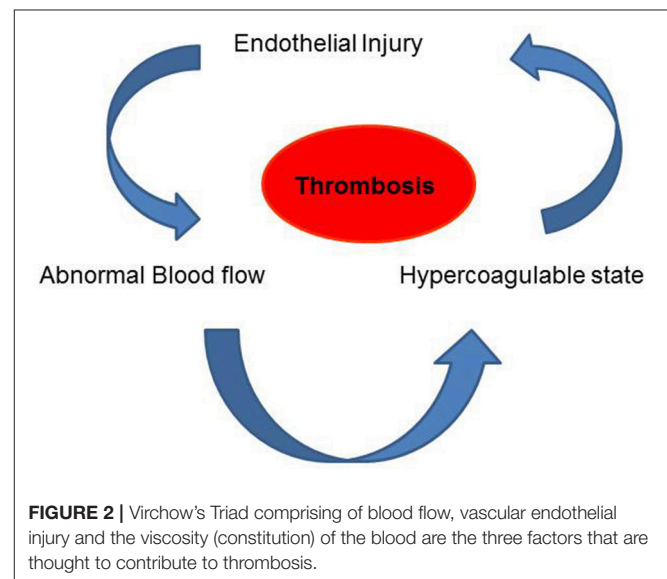 Endothelial Injury
Thrombosis
Abnormal Blood flow
Hypercoagulable state
FIGURE 2 | Virchow’s Triad comprising of blood flow, vascular endothelial
injury and the viscosity (constitution) of the blood are the three factors that are
thought to contribute to thrombosis.